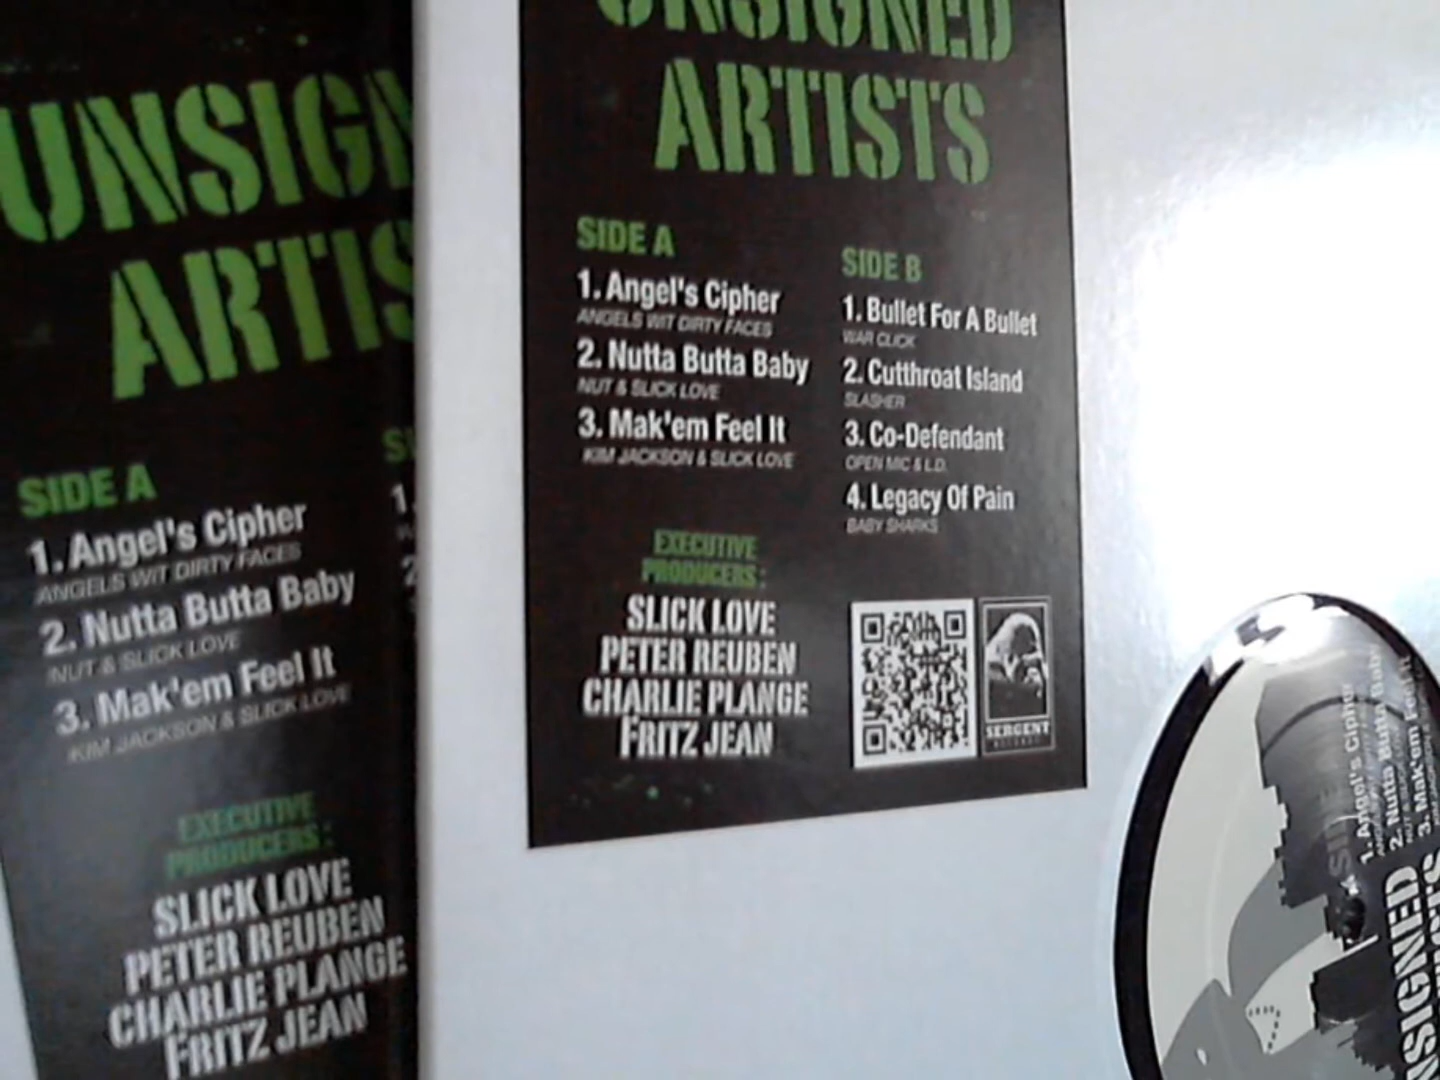 UNSIGN
ARTIS
SIDE A
1. Angel's Cipher
ANGELS WIT DIRTY FACES
2. Nutta Butta Baby
NUT & SLICK LOVE
3. Mak'em Feel It
KIM JACKSON & SLICK LOVE
EXECUTIVE
PRODUCERS:
SLICK LOVE
PETER REUBEN
CHARLIE PLANGE
FRITZ JEAN
UNSIGNED
ARTISTS
SIDE A
1. Angel's Cipher
ANGELS WIT DIRTY FACES
2. Nutta Butta Baby
NUT & SLICK LOVE
3. Mak'em Feel It
KIM JACKSON & SLICK LOVE
SIDE B
1. Bullet For A Bullet
WAR CLICK
2. Cutthroat Island
SLASHER
3. Co-Defendant
OPEN MIC & L.D.
4. Legacy Of Pain
BABY SHARKS
EXECUTIVE
PRODUCERS:
SLICK LOVE
PETER REUBEN
CHARLIE PLANGE
FRITZ JEAN
SERGENT
SIDE A
1. Angel's Cipher
2. Nutta Butta Baby
3. Mak'em Feel It